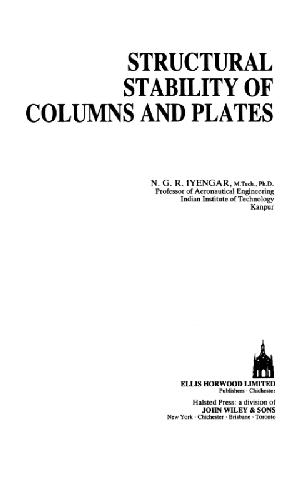 STRUCTURAL
STABILITY OF
COLUMNS AND PLATES
N. G. R. IYENGAR, M.Tech., Ph.D.
Professor of Aeronautical Engineering
Indian Institute of Technology
Kanpur
ELLIS HORWOOD LIMITED
Publishers · Chichester
Halsted Press: a division of
JOHN WILEY & SONS
New York · Chichester · Brisbane · Toronto